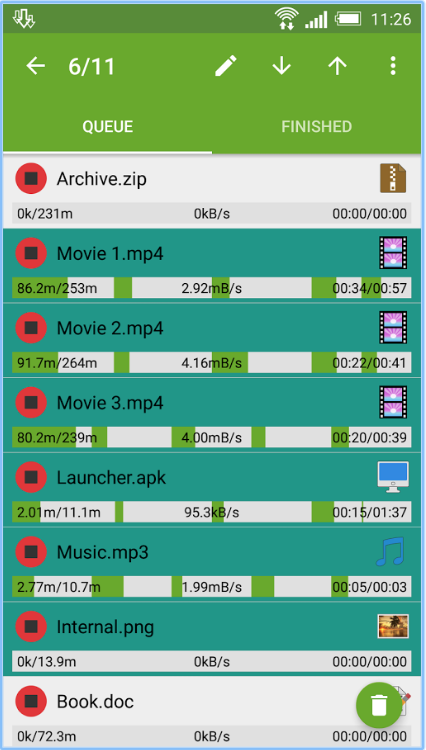 11:26
6/11
QUEUE FINISHED
Archive.zip
0k/231m 0kB/s 00:00/00:00
Movie 1.mp4
86.2m/253m 2.92mB/s 00:34/00:57
Movie 2.mp4
91.7m/264m 4.16mB/s 00:22/00:41
Movie 3.mp4
80.2m/239m 4.00mB/s 00:20/00:39
Launcher.apk
2.01m/11.1m 95.3kB/s 00:15/01:37
Music.mp3
2.77m/10.7m 1.99mB/s 00:05/00:03
Internal.png
0k/13.9m 0kB/s 00:00/00:00
Book.doc
0k/72.3m 0kB/s 00:00/00:00